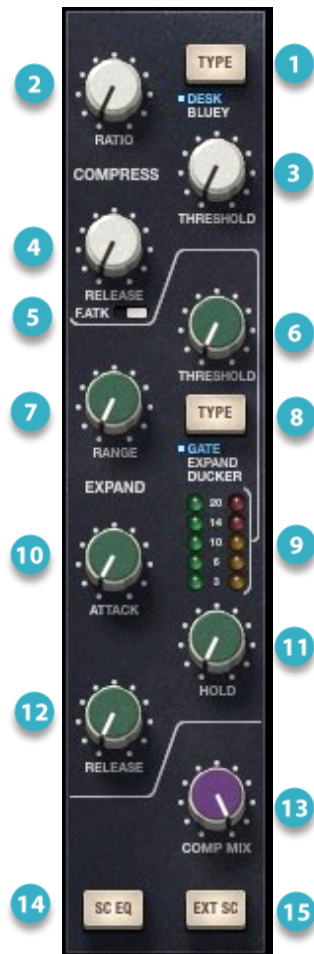 1
TYPE
2
DESK
BLUEY
RATIO
COMPRESS
3
THRESHOLD
4
RELEASE
5
F.ATK
6
THRESHOLD
7
TYPE
8
RANGE
GATE
EXPAND
DUCKER
EXPAND
20
14
10
6
3
9
10
ATTACK
11
HOLD
12
RELEASE
13
COMP MIX
14
SC EQ
EXT SC
15